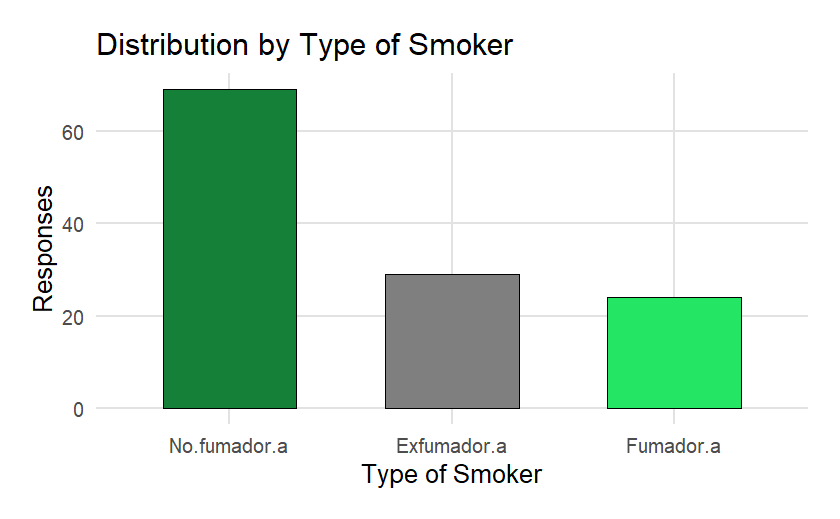 Distribution by Type of Smoker
Responses
60
40
20
0
No.fumador.a Exfumador.a Fumador.a
Type of Smoker